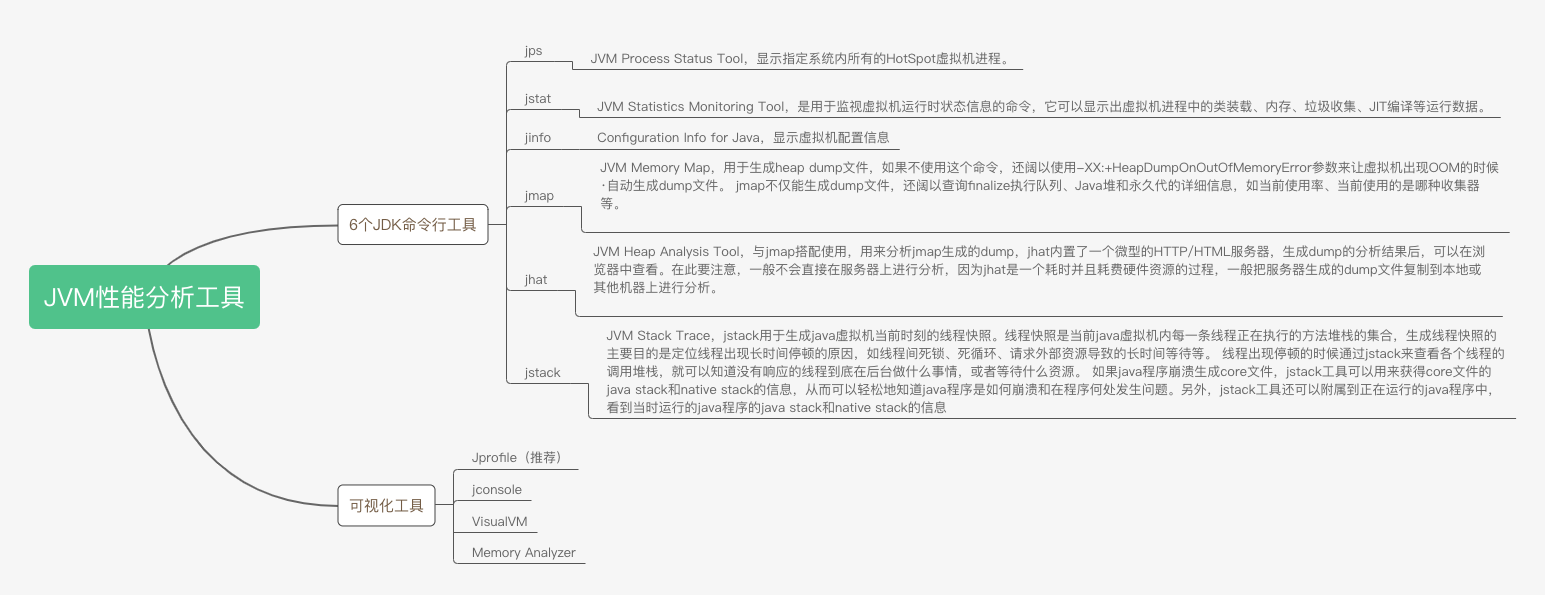 JVM性能分析工具
6个JDK命令行工具
jps
JVM Process Status Tool，显示指定系统内所有的HotSpot虚拟机进程。
jstat
JVM Statistics Monitoring Tool，是用于监视虚拟机运行时状态信息的命令，它可以显示出虚拟机进程中的类装载、内存、垃圾收集、JIT编译等运行数据。
jinfo
Configuration Info for Java，显示虚拟机配置信息
jmap
JVM Memory Map，用于生成heap dump文件，如果不使用这个命令，还阔以使用-XX:+HeapDumpOnOutOfMemoryError参数来让虚拟机出现OOM的时候
·自动生成dump文件。 jmap不仅能生成dump文件，还阔以查询finalize执行队列、Java堆和永久代的详细信息，如当前使用率、当前使用的是哪种收集器
等。
jhat
JVM Heap Analysis Tool，与jmap搭配使用，用来分析jmap生成的dump，jhat内置了一个微型的HTTP/HTML服务器，生成dump的分析结果后，可以在浏
览器中查看。在此要注意，一般不会直接在服务器上进行分析，因为jhat是一个耗时并且耗费硬件资源的过程，一般把服务器生成的dump文件复制到本地或
其他机器上进行分析。
jstack
JVM Stack Trace，jstack用于生成java虚拟机当前时刻的线程快照。线程快照是当前java虚拟机内每一条线程正在执行的方法堆栈的集合，生成线程快照的
主要目的是定位线程出现长时间停顿的原因，如线程间死锁、死循环、请求外部资源导致的长时间等待等。 线程出现停顿的时候通过jstack来查看各个线程的
调用堆栈，就可以知道没有响应的线程到底在后台做什么事情，或者等待什么资源。 如果java程序崩溃生成core文件，jstack工具可以用来获得core文件的
java stack和native stack的信息，从而可以轻松地知道java程序是如何崩溃和在程序何处发生问题。另外，jstack工具还可以附属到正在运行的java程序中，
看到当时运行的java程序的java stack和native stack的信息
可视化工具
Jprofile（推荐）
jconsole
VisualVM
Memory Analyzer